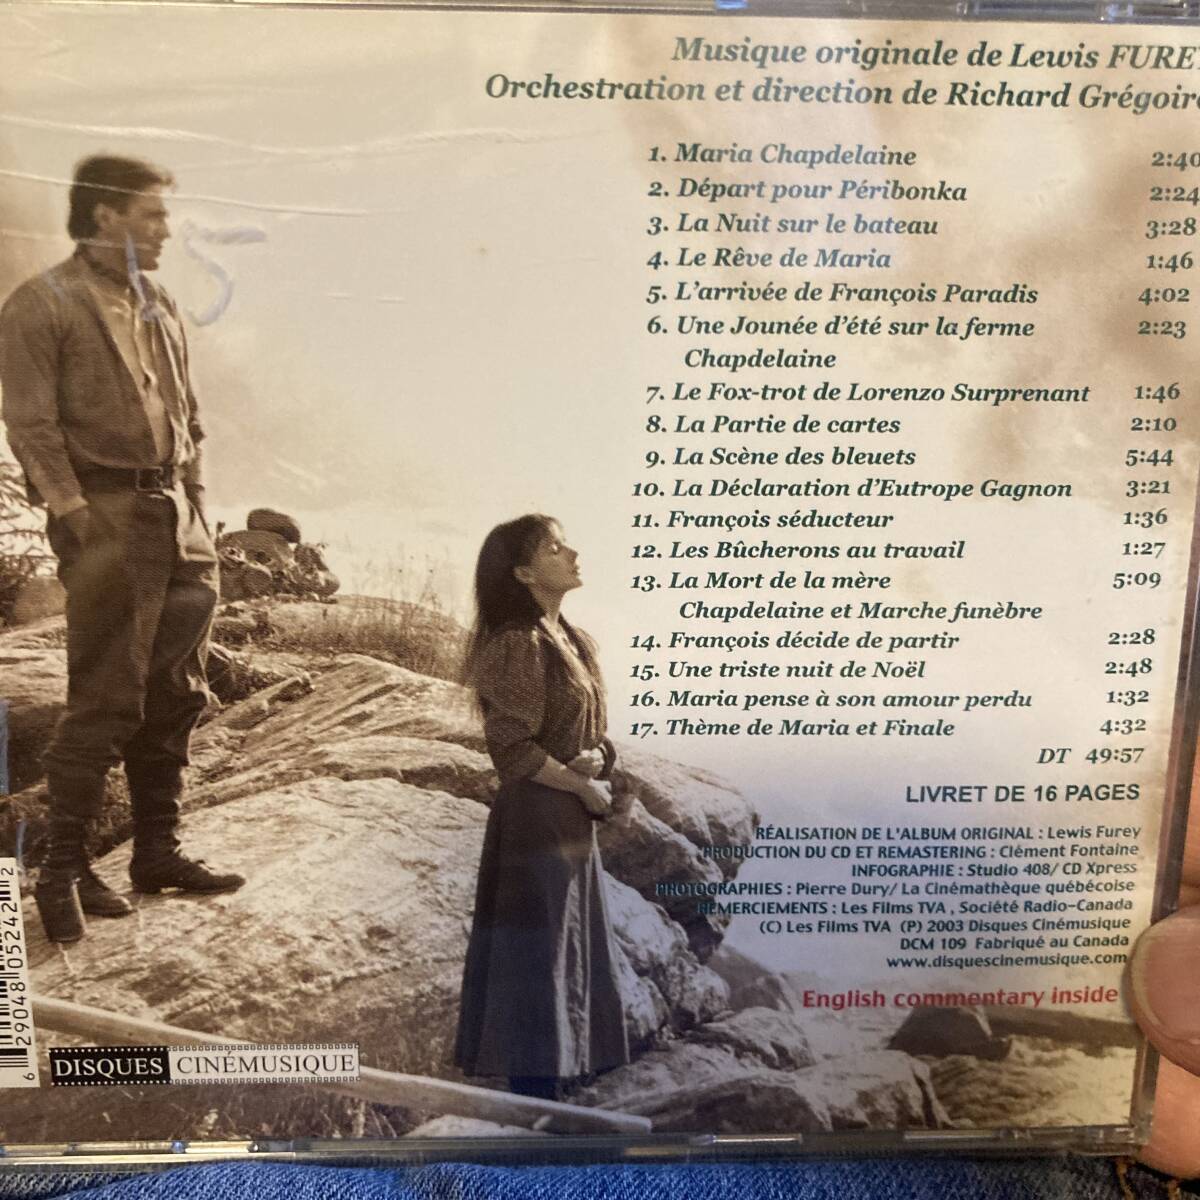 Musique originale de Lewis FUREY
Orchestration et direction de Richard Grégoire
1. Maria Chapdelaine 2:40
2. Départ pour Péribonka 2:24
3. La Nuit sur le bateau 3:28
4. Le Rêve de Maria 1:46
5. L'arrivée de François Paradis 4:02
6. Une Jounée d'été sur la ferme 2:23
Chapdelaine
7. Le Fox-trot de Lorenzo Surprenant 1:46
8. La Partie de cartes 2:10
9. La Scène des bleuets 5:44
10. La Déclaration d'Eutrope Gagnon 3:21
11. François séducteur 1:36
12. Les Bûcherons au travail 1:27
13. La Mort de la mère 5:09
Chapdelaine et Marche funèbre
14. François décide de partir 2:28
15. Une triste nuit de Noël 2:48
16. Maria pense à son amour perdu 1:32
17. Thème de Maria et Finale 4:32
DT 49:57
LIVRET DE 16 PAGES
RÉALISATION DE L'ALBUM ORIGINAL : Lewis Furey
PRODUCTION DU CD ET REMASTERING : Clément Fontaine
INFOGRAPHIE : Studio 408/ CD Xpress
PHOTOGRAPHIES : Pierre Dury/ La Cinémathèque québécoise
REMERCIEMENTS : Les Films TVA , Société Radio-Canada
(C) Les Films TVA (P) 2003 Disques Cinémusique
DCM 109 Fabriqué au Canada
www.disquescinemusique.com
English commentary inside
15
6 29048 05242 2
DISQUES CINÉMUSIQUE